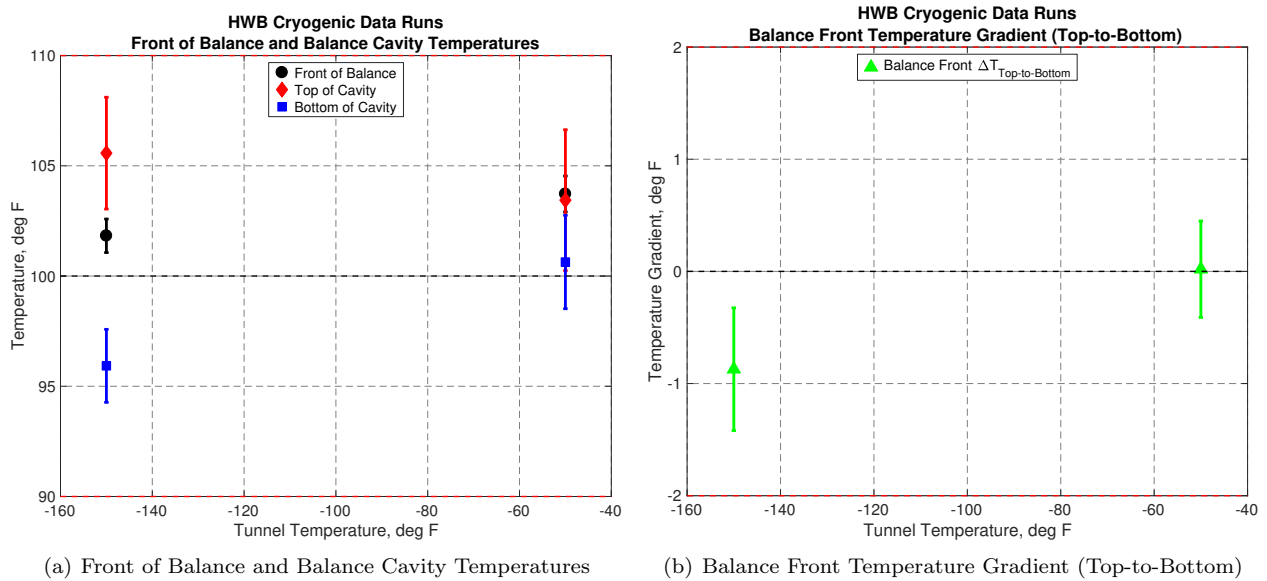 HWB Cryogenic Data Runs
Front of Balance and Balance Cavity Temperatures
Front of Balance
Top of Cavity
Bottom of Cavity
110
105
100
95
90
Temperature, deg F
-160
-140
-120
-100
-80
-60
-40
Tunnel Temperature, deg F
(a) Front of Balance and Balance Cavity Temperatures
HWB Cryogenic Data Runs
Balance Front Temperature Gradient (Top-to-Bottom)
Balance Front ΔT Top-to-Bottom
2
1
0
-1
-2
Temperature Gradient, deg F
-160
-140
-120
-100
-80
-60
-40
Tunnel Temperature, deg F
(b) Balance Front Temperature Gradient (Top-to-Bottom)